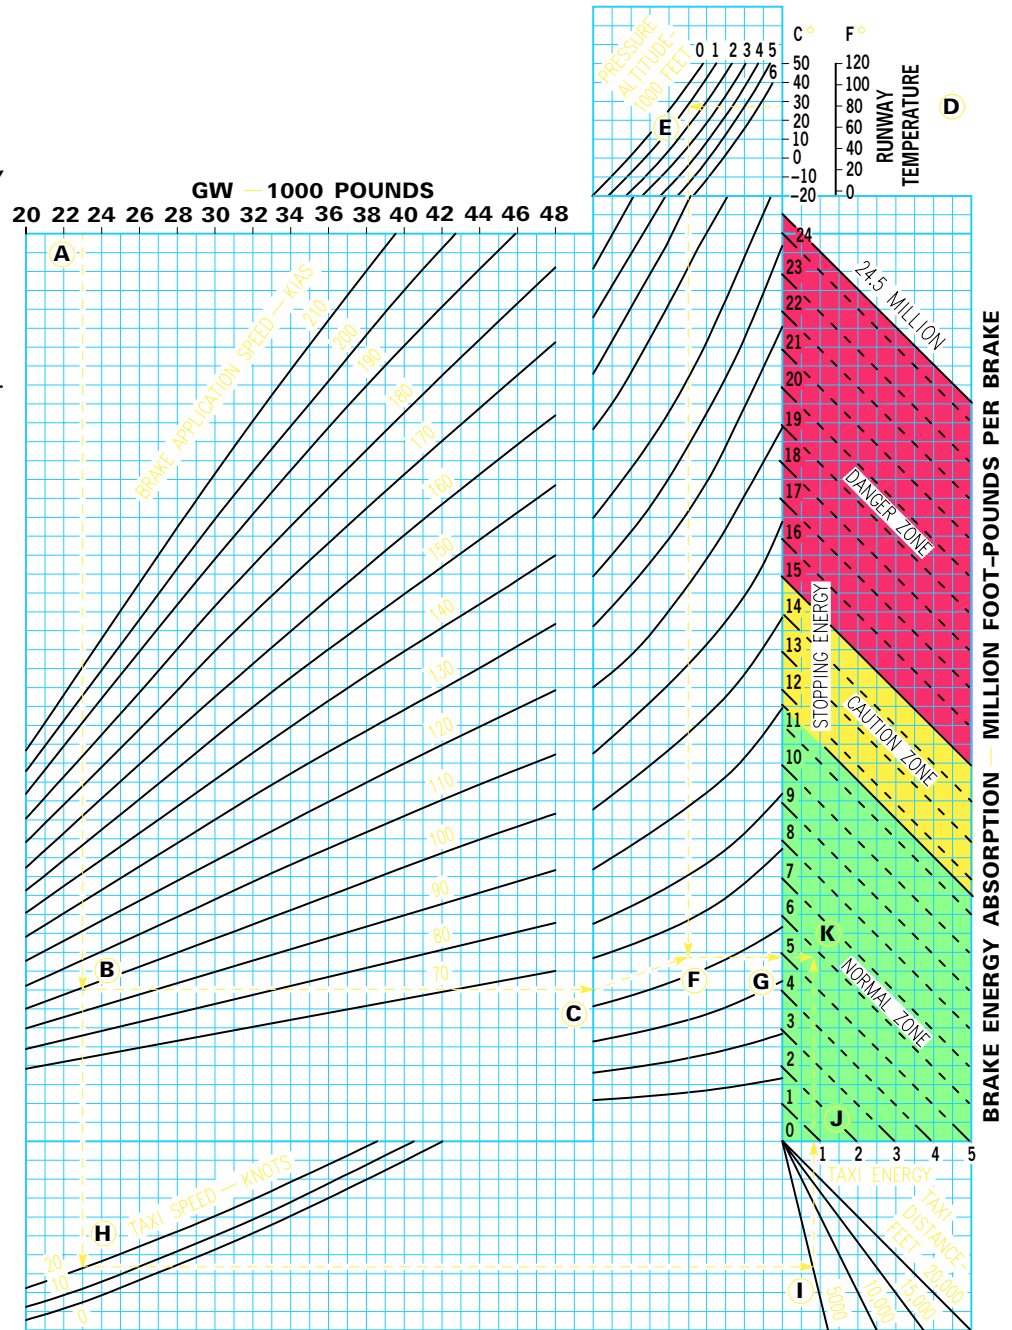 PRESSURE
ALTITUDE-
1000 FEET
0 1 2 3 4 5
6
C° F°
50
40
30
20
10
0
-10
-20
120
100
80
60
40
20
0
RUNWAY
TEMPERATURE
D
E
GW — 1000 POUNDS
20 22 24 26 28 30 32 34 36 38 40 42 44 46 48
A
BRAKE APPLICATION SPEED — KIAS
210
200
190
180
170
160
150
140
130
120
110
100
90
80
70
B
C
F
G
K
J
24.5 MILLION
24
23
22
21
20
19
18
17
16
15
14
13
12
11
10
9
8
7
6
5
4
3
2
1
0
DANGER ZONE
STOPPING ENERGY
CAUTION ZONE
NORMAL ZONE
BRAKE ENERGY ABSORPTION — MILLION FOOT-POUNDS PER BRAKE
1 2 3 4 5
TAXI ENERGY
TAXI SPEED — KNOTS
H
20
10
0
I
TAXI
DISTANCE-
FEET
5000
10,000
15,000
20,000